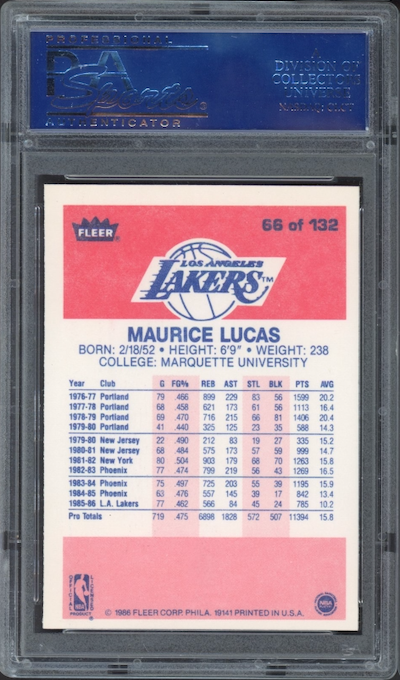 PROFESSIONAL
PSA
Sports
AUTHENTICATOR
A
DIVISION OF
COLLECTORS
UNIVERSE
NASDAQ: CLCT
FLEER
66 of 132
LOS ANGELES
LAKERS TM
MAURICE LUCAS
BORN: 2/18/52 • HEIGHT: 6'9" • WEIGHT: 238
COLLEGE: MARQUETTE UNIVERSITY
Year Club G FG% REB AST STL BLK PTS AVG
1976-77 Portland 79 .466 899 229 83 56 1599 20.2
1977-78 Portland 68 .458 621 173 61 56 1113 16.4
1978-79 Portland 69 .470 716 215 66 81 1406 20.4
1979-80 Portland 41 .440 325 125 23 35 588 14.3
1979-80 New Jersey 22 .490 212 83 19 27 335 15.2
1980-81 New Jersey 68 .484 575 173 57 59 999 14.7
1981-82 New York 80 .504 903 179 68 70 1263 15.8
1982-83 Phoenix 77 .474 799 219 56 43 1269 16.5
1983-84 Phoenix 75 .497 725 203 55 39 1195 15.9
1984-85 Phoenix 63 .476 557 145 39 17 842 13.4
1985-86 L.A. Lakers 77 .462 566 84 45 24 785 10.2
Pro Totals 719 .475 6898 1828 572 507 11394 15.8
NBA
PRODUCT
NBA
© 1986 FLEER CORP. PHILA. 19141 PRINTED IN U.S.A.